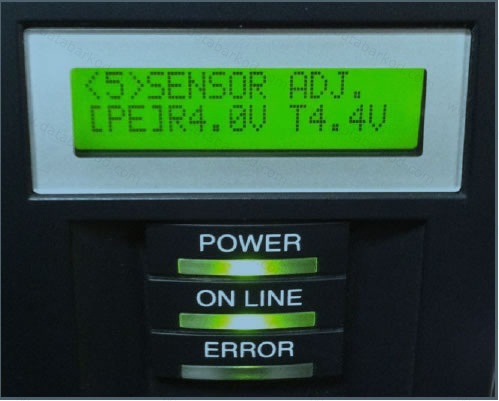 <5>SENSOR ADJ.
[PE]R4.0V T4.4V
POWER
ON LINE
ERROR